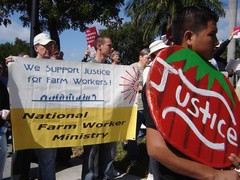 We Support Justice
for Farm Workers!
National
Farm Worker
Ministry
Justice